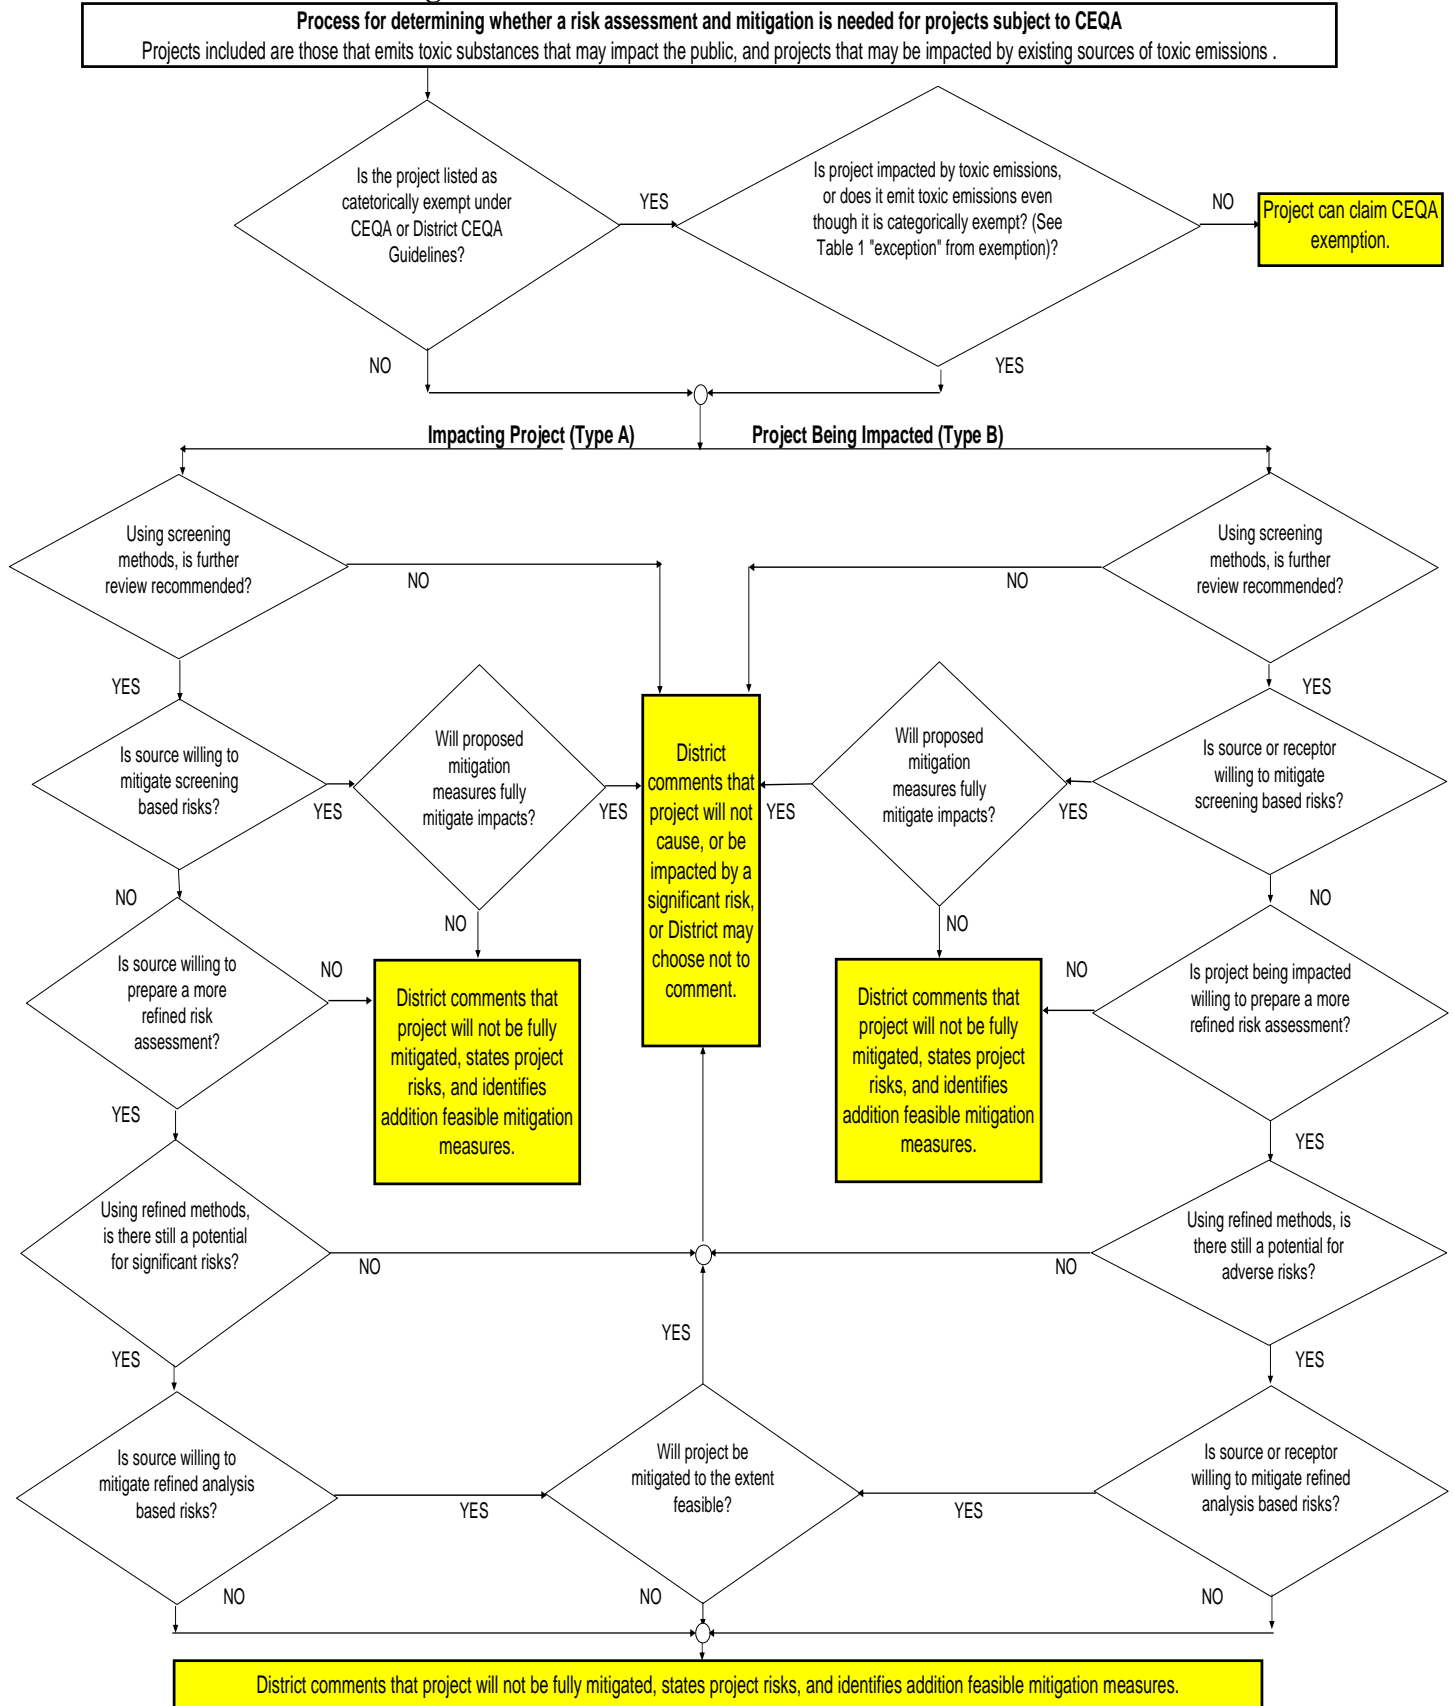 Process for determining whether a risk assessment and mitigation is needed for projects subject to CEQA
Projects included are those that emits toxic substances that may impact the public, and projects that may be impacted by existing sources of toxic emissions .
Is the project listed as
catetorically exempt under
CEQA or District CEQA
Guidelines?
YES
Is project impacted by toxic emissions,
or does it emit toxic emissions even
though it is categorically exempt? (See
Table 1 "exception" from exemption)?
NO
Project can claim CEQA
exemption.
NO
YES
Impacting Project (Type A)
Project Being Impacted (Type B)
Using screening
methods, is further
review recommended?
NO
NO
Using screening
methods, is further
review recommended?
YES
YES
Is source willing to
mitigate screening
based risks?
YES
Will proposed
mitigation
measures fully
mitigate impacts?
YES
District
comments that
project will not
cause, or be
impacted by a
significant risk,
or District may
choose not to
comment.
YES
Will proposed
mitigation
measures fully
mitigate impacts?
YES
Is source or receptor
willing to mitigate
screening based risks?
NO
NO
NO
NO
Is source willing to
prepare a more
refined risk
assessment?
NO
District comments that
project will not be fully
mitigated, states project
risks, and identifies
addition feasible mitigation
measures.
District comments that
project will not be fully
mitigated, states project
risks, and identifies
addition feasible mitigation
measures.
NO
Is project being impacted
willing to prepare a more
refined risk assessment?
YES
YES
Using refined methods,
is there still a potential
for significant risks?
NO
NO
Using refined methods, is
there still a potential for
adverse risks?
YES
YES
YES
Is source willing to
mitigate refined analysis
based risks?
YES
Will project be
mitigated to the extent
feasible?
YES
Is source or receptor
willing to mitigate refined
analysis based risks?
NO
NO
NO
District comments that project will not be fully mitigated, states project risks, and identifies addition feasible mitigation measures.